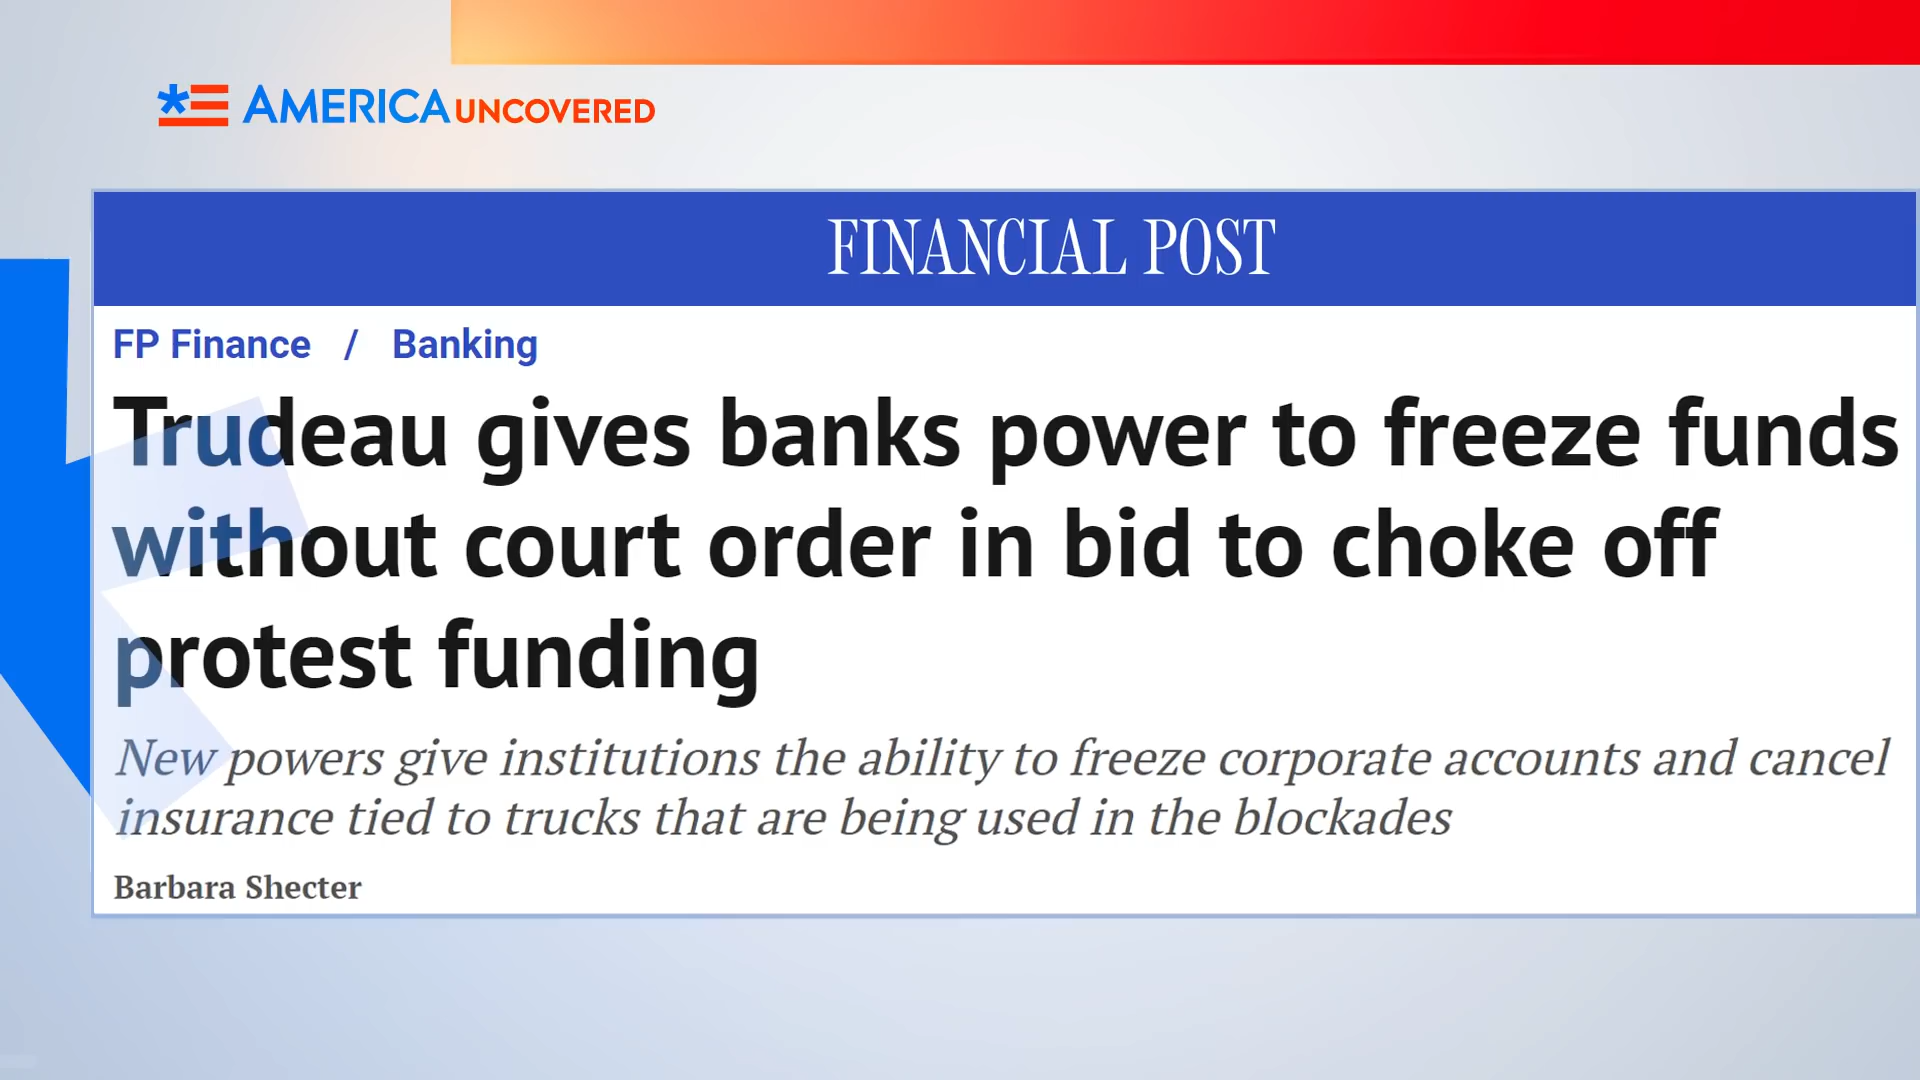 AMERICA UNCOVERED
FINANCIAL POST
FP Finance / Banking
Trudeau gives banks power to freeze funds
without court order in bid to choke off
protest funding
New powers give institutions the ability to freeze corporate accounts and cancel
insurance tied to trucks that are being used in the blockades
Barbara Shecter